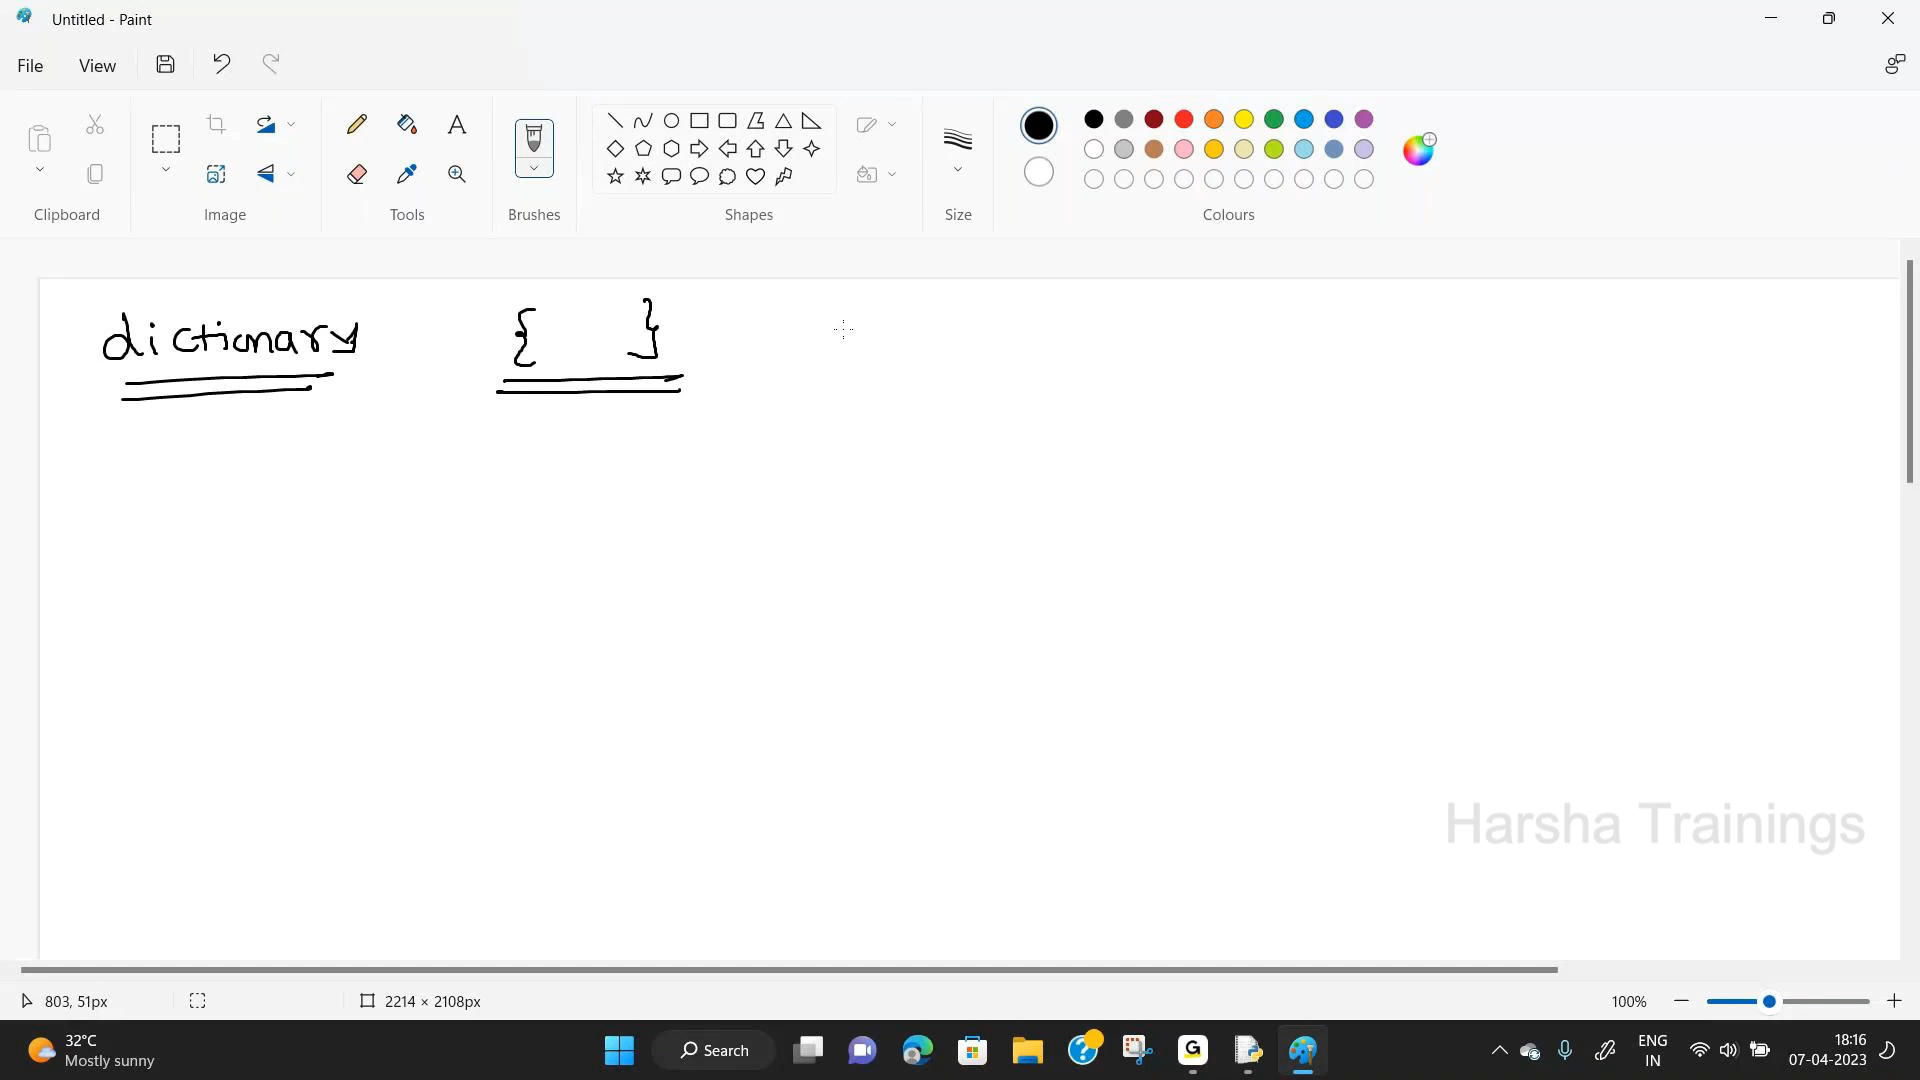 Untitled - Paint
File View
Clipboard Image Tools Brushes Shapes Size Colours
dictionary { }
Harsha Trainings
803, 51px 2214 × 2108px 100%
32°C
Mostly sunny
Search
ENG
IN
18:16
07-04-2023